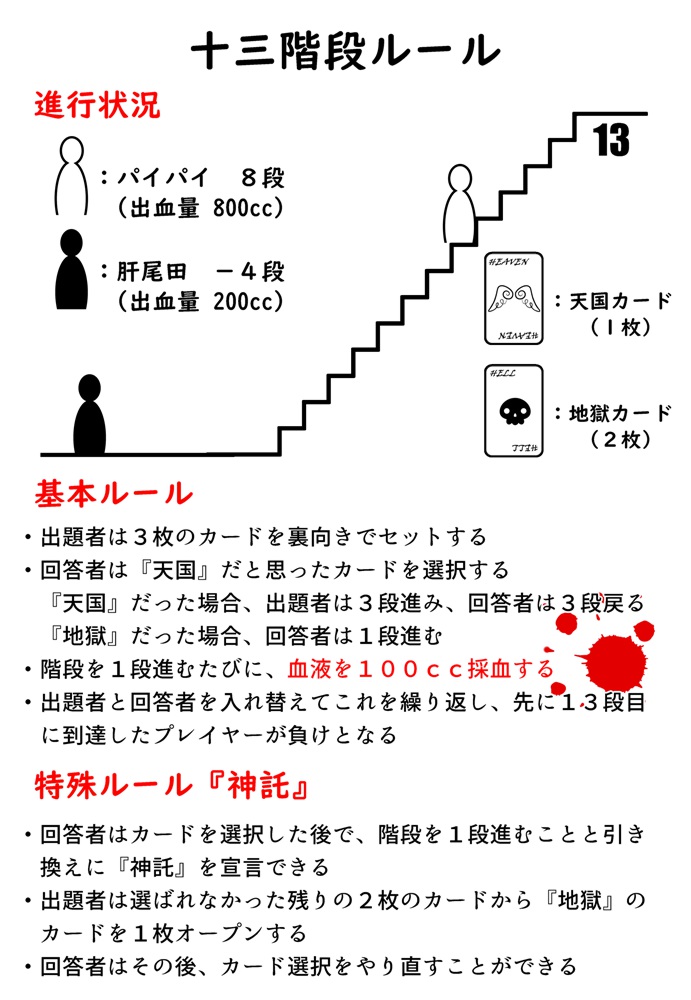 十三階段ルール
進行状況
：パイパイ　８段
（出血量 800cc）
：肝尾田　－４段
（出血量 200cc）
13
HEAVEN
HEAVEN
：天国カード
（１枚）
HELL
HELL
：地獄カード
（２枚）
基本ルール
・出題者は３枚のカードを裏向きでセットする
・回答者は『天国』だと思ったカードを選択する
『天国』だった場合、出題者は３段進み、回答者は３段戻る
『地獄』だった場合、回答者は１段進む
・階段を１段進むたびに、血液を１００ｃｃ採血する
・出題者と回答者を入れ替えてこれを繰り返し、先に１３段目
に到達したプレイヤーが負けとなる
特殊ルール『神託』
・回答者はカードを選択した後で、階段を１段進むことと引き
換えに『神託』を宣言できる
・出題者は選ばれなかった残りの２枚のカードから『地獄』の
カードを１枚オープンする
・回答者はその後、カード選択をやり直すことができる